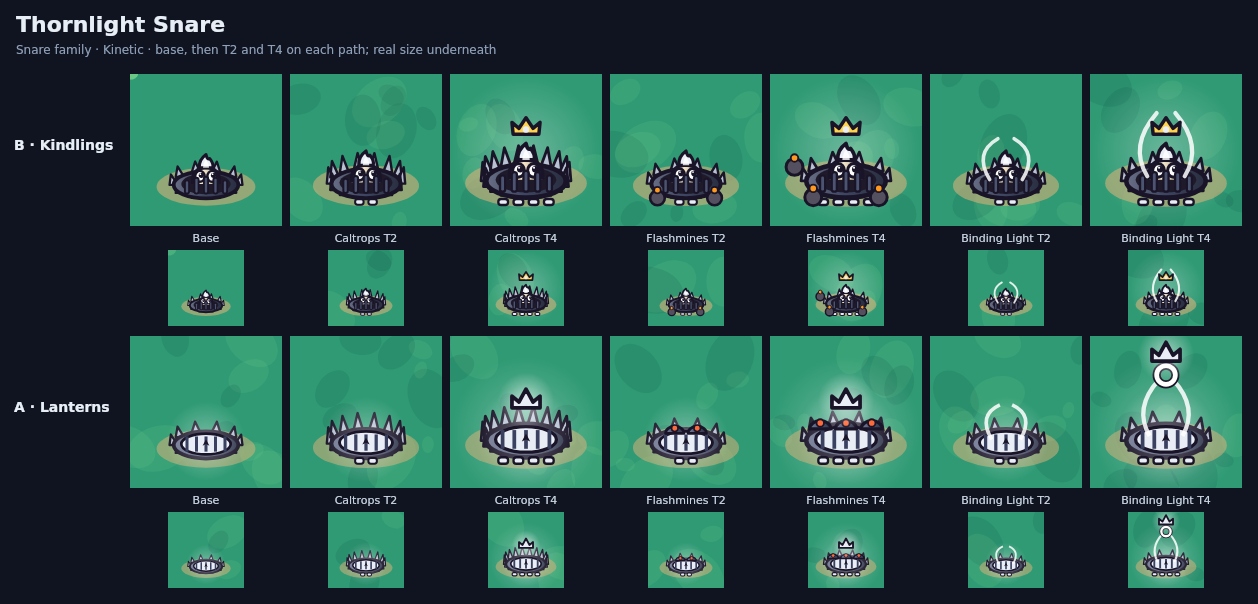 Thornlight Snare
Snare family · Kinetic · base, then T2 and T4 on each path; real size underneath
B · Kindlings
Base
Caltrops T2
Caltrops T4
Flashmines T2
Flashmines T4
Binding Light T2
Binding Light T4
A · Lanterns
Base
Caltrops T2
Caltrops T4
Flashmines T2
Flashmines T4
Binding Light T2
Binding Light T4